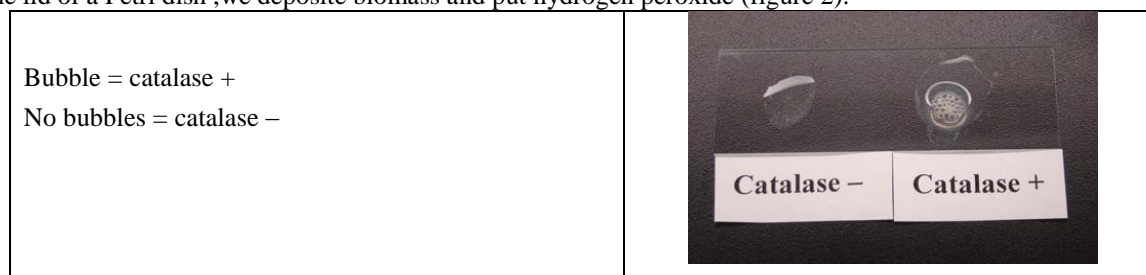 lid of a Petri dish ,we deposite biomass and put hydrogen peroxide (figure 2).
Bubble = catalase +
No bubbles = catalase –
Catalase – Catalase +